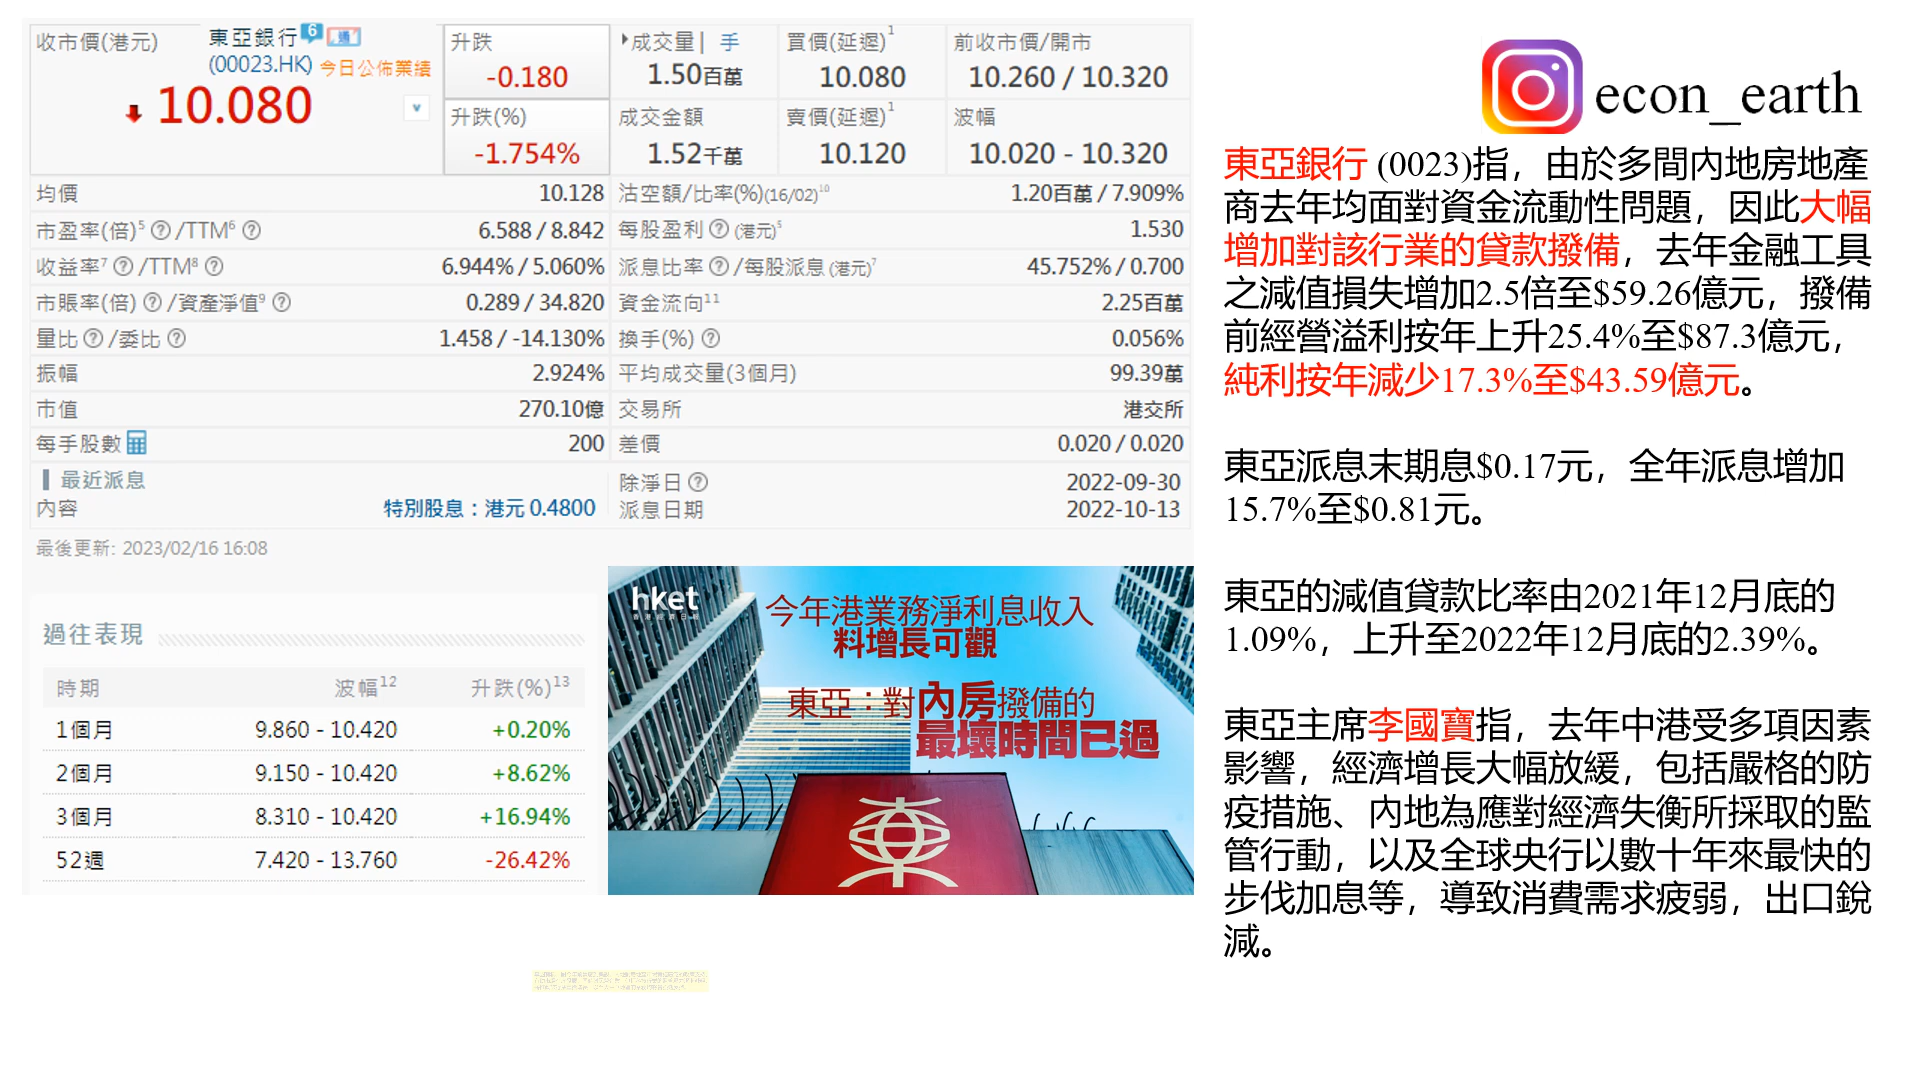 收市價(港元)
東亞銀行 6 通
(00023.HK) 今日公佈業績
10.080
升跌
-0.180
升跌(%)
-1.754%
成交量| 手
1.50百萬
成交金額
1.52千萬
買價(延遲)1
10.080
賣價(延遲)1
10.120
前收市價/開市
10.260 / 10.320
波幅
10.020 - 10.320
均價 10.128 沽空額/比率(%)(16/02)10 1.20百萬 / 7.909%
市盈率(倍)5 ? /TTM6 ? 6.588 / 8.842 每股盈利 ? (港元)5 1.530
收益率7 ? /TTM8 ? 6.944% / 5.060% 派息比率 ? /每股派息 (港元)7 45.752% / 0.700
市賬率(倍) ? /資產淨值9 ? 0.289 / 34.820 資金流向11 2.25百萬
量比 ? /委比 ? 1.458 / -14.130% 換手(%) ? 0.056%
振幅 2.924% 平均成交量(3個月) 99.39萬
市值 270.10億 交易所 港交所
每手股數 200 差價 0.020 / 0.020
最近派息 除淨日 ? 2022-09-30
內容 特別股息：港元 0.4800 派息日期 2022-10-13
最後更新: 2023/02/16 16:08
過往表現
時期 波幅12 升跌(%)13
1個月 9.860 - 10.420 +0.20%
2個月 9.150 - 10.420 +8.62%
3個月 8.310 - 10.420 +16.94%
52週 7.420 - 13.760 -26.42%
hket
今年港業務淨利息收入
料增長可觀
東亞：對內房撥備的
最壞時間已過
econ_earth
東亞銀行 (0023)指，由於多間內地房地產
商去年均面對資金流動性問題，因此大幅
增加對該行業的貸款撥備，去年金融工具
之減值損失增加2.5倍至$59.26億元，撥備
前經營溢利按年上升25.4%至$87.3億元，
純利按年減少17.3%至$43.59億元。
東亞派息末期息$0.17元，全年派息增加
15.7%至$0.81元。
東亞的減值貸款比率由2021年12月底的
1.09%，上升至2022年12月底的2.39%。
東亞主席李國寶指，去年中港受多項因素
影響，經濟增長大幅放緩，包括嚴格的防
疫措施、內地為應對經濟失衡所採取的監
管行動，以及全球央行以數十年來最快的
步伐加息等，導致消費需求疲弱，出口銳
減。